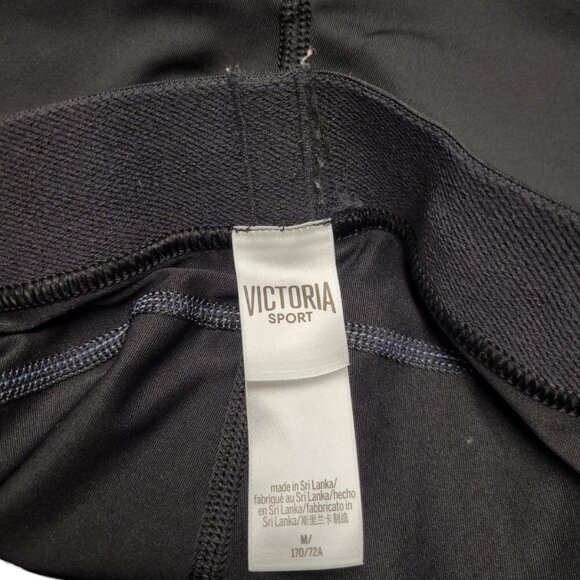 VICTORIA
SPORT
made in Sri Lanka/
fabriqué au Sri Lanka/hecho
en Sri Lanka/fabbricato in
Sri Lanka/斯里兰卡制造
M/
170/72A